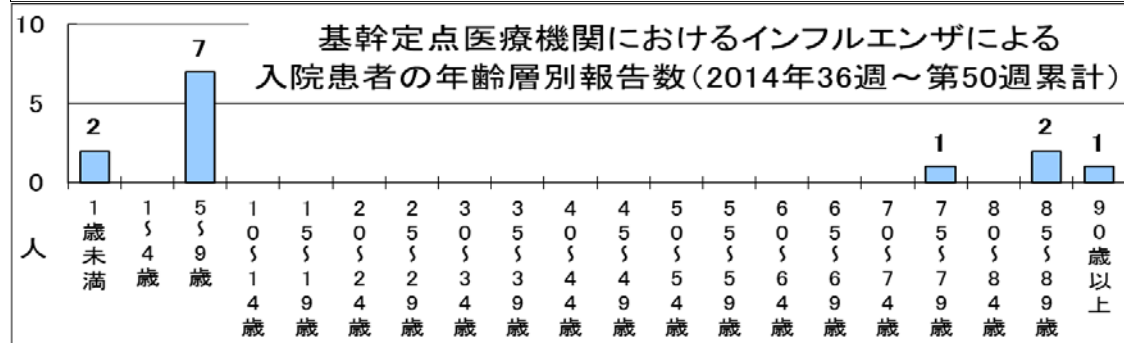 基幹定点医療機関におけるインフルエンザによる
入院患者の年齢層別報告数(2014年36週～第50週累計)
10
5
0
人
2
7
1
2
1
1歳未満
1～4歳
5～9歳
10～14歳
15～19歳
20～24歳
25～29歳
30～34歳
35～39歳
40～44歳
45～49歳
50～54歳
55～59歳
60～64歳
65～69歳
70～74歳
75～79歳
80～84歳
85～89歳
90歳以上